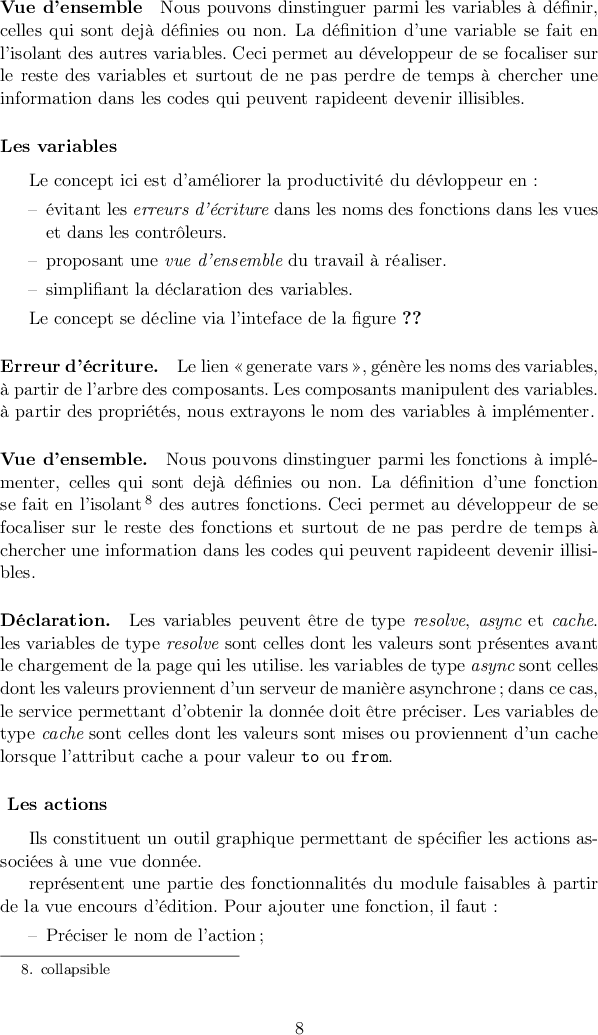 Vue d'ensemble Nous pouvons dinstinguer parmi les variables à définir,
celles qui sont dejà définies ou non. La définition d'une variable se fait en
l'isolant des autres variables. Ceci permet au développeur de se focaliser sur
le reste des variables et surtout de ne pas perdre de temps à chercher une
information dans les codes qui peuvent rapideent devenir illisibles.
Les variables
Le concept ici est d'améliorer la productivité du dévloppeur en :
– évitant les erreurs d'écriture dans les noms des fonctions dans les vues
et dans les contrôleurs.
– proposant une vue d'ensemble du travail à réaliser.
– simplifiant la déclaration des variables.
Le concept se décline via l'inteface de la figure ??
Erreur d'écriture. Le lien « generate vars », génère les noms des variables,
à partir de l'arbre des composants. Les composants manipulent des variables.
à partir des propriétés, nous extrayons le nom des variables à implémenter.
Vue d'ensemble. Nous pouvons dinstinguer parmi les fonctions à implé-
menter, celles qui sont dejà définies ou non. La définition d'une fonction
se fait en l'isolant 8 des autres fonctions. Ceci permet au développeur de se
focaliser sur le reste des fonctions et surtout de ne pas perdre de temps à
chercher une information dans les codes qui peuvent rapideent devenir illisi-
bles.
Déclaration. Les variables peuvent être de type resolve, async et cache.
les variables de type resolve sont celles dont les valeurs sont présentes avant
le chargement de la page qui les utilise. les variables de type async sont celles
dont les valeurs proviennent d'un serveur de manière asynchrone ; dans ce cas,
le service permettant d'obtenir la donnée doit être préciser. Les variables de
type cache sont celles dont les valeurs sont mises ou proviennent d'un cache
lorsque l'attribut cache a pour valeur to ou from.
Les actions
Ils constituent un outil graphique permettant de spécifier les actions as-
sociées à une vue donnée.
représentent une partie des fonctionnalités du module faisables à partir
de la vue encours d'édition. Pour ajouter une fonction, il faut :
– Préciser le nom de l'action ;
8. collapsible
8